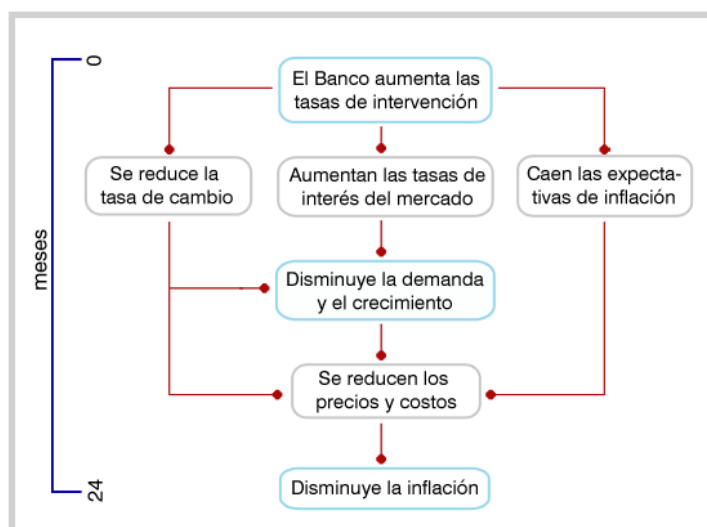 0
El Banco aumenta las
tasas de intervención
Se reduce la
tasa de cambio
Aumentan las tasas de
interés del mercado
Caen las expecta-
tivas de inflación
meses
Disminuye la demanda
y el crecimiento
Se reducen los
precios y costos
24
Disminuye la inflación